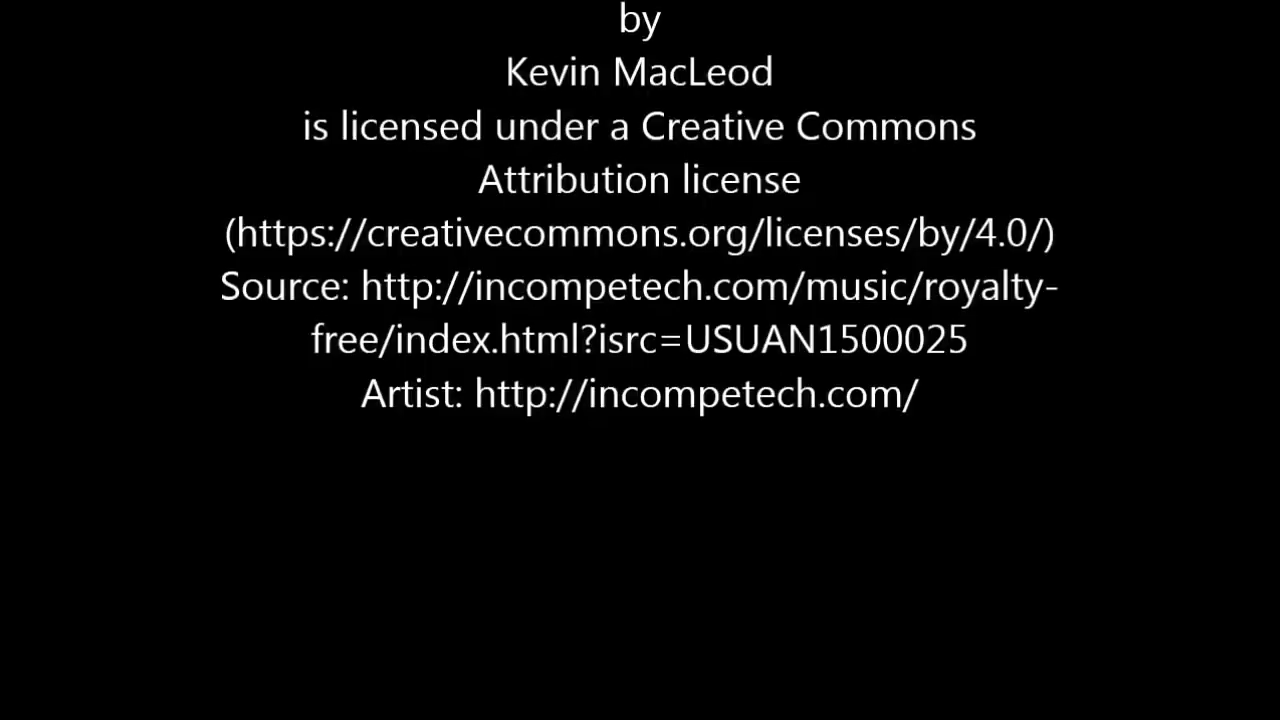 by
Kevin MacLeod
is licensed under a Creative Commons
Attribution license
(https://creativecommons.org/licenses/by/4.0/)
Source: http://incompetech.com/music/royalty-
free/index.html?isrc=USUAN1500025
Artist: http://incompetech.com/